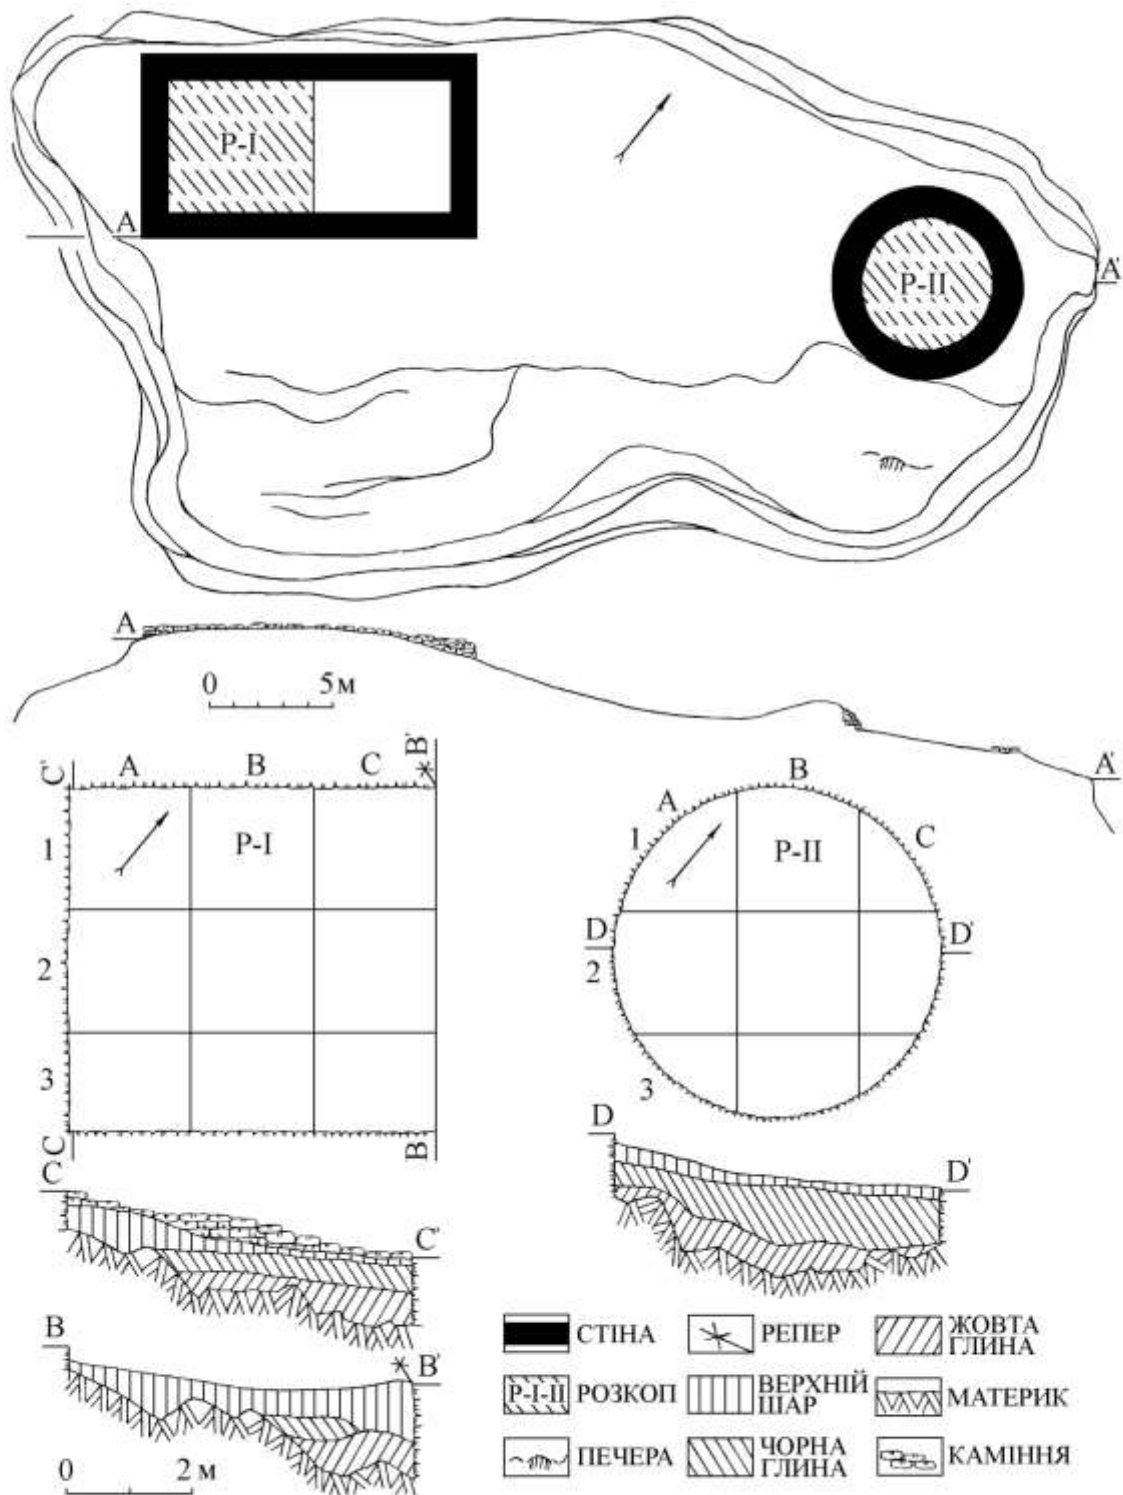 Р-І
А
Р-ІІ
А'
А
0 5м
А'
С' А В С В'
1 Р-І
2
3
С В
В
А
1 Р-ІІ С
D D'
2
3
D
D'
С
С'
В
В'
0 2 м
СТІНА
РЕПЕР
ЖОВТА
ГЛИНА
Р-І-ІІ РОЗКОП
ВЕРХНІЙ
ШАР
МАТЕРИК
ПЕЧЕРА
ЧОРНА
ГЛИНА
КАМІННЯ